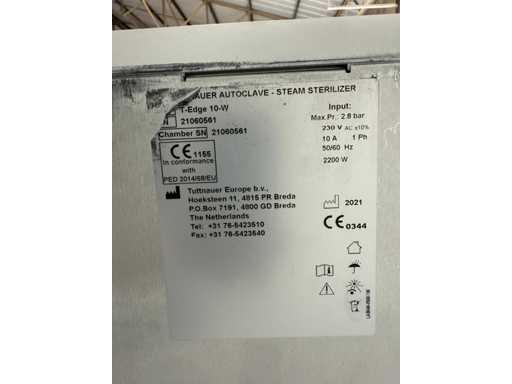 AUER AUTOCLAVE - STEAM STERILIZER
T-Edge 10-W
21060561
Chamber SN 21060561
CE 1155
In conformance
with
PED 2014/68/EU
Input:
Max.Pr.: 2.8 bar
230 V AC ±10%
10 A 1 Ph
50/60 Hz
2200 W
Tuttnauer Europe b.v.,
Hoeksteen 11, 4815 PR Breda
P.O.Box 7191, 4800 GD Breda
The Netherlands
Tel: +31 76-5423510
Fax: +31 76-5423540
2021
CE 0344